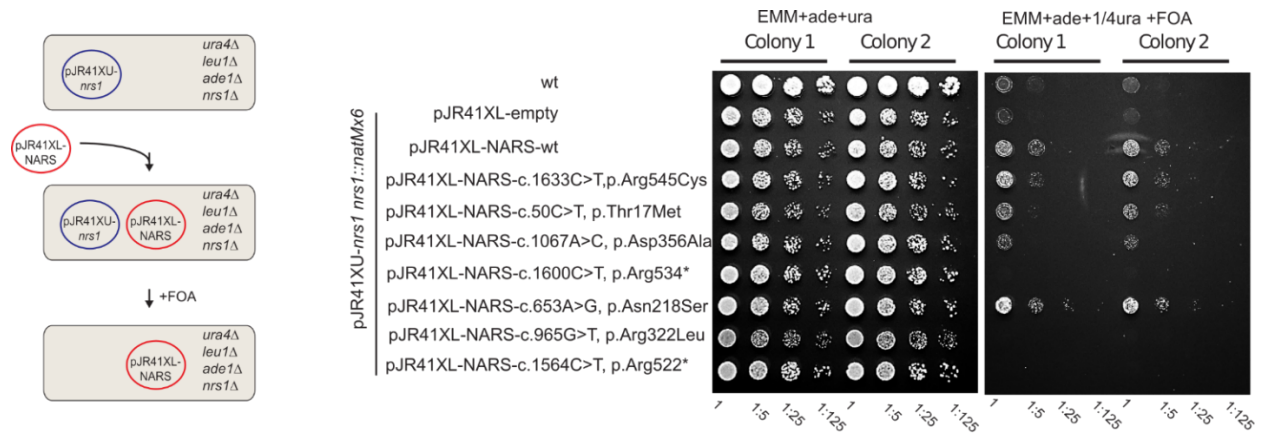 pJR41XU-
nrs1
ura4Δ
leu1Δ
ade1Δ
nrs1Δ
pJR41XL-
NARS
pJR41XU-
nrs1
pJR41XL-
NARS
ura4Δ
leu1Δ
ade1Δ
nrs1Δ
+FOA
pJR41XL-
NARS
ura4Δ
leu1Δ
ade1Δ
nrs1Δ
EMM+ade+ura
Colony 1 Colony 2
EMM+ade+1/4ura +FOA
Colony 1 Colony 2
pJR41XU-nrs1 nrs1::natMx6
wt
pJR41XL-empty
pJR41XL-NARS-wt
pJR41XL-NARS-c.1633C>T,p.Arg545Cys
pJR41XL-NARS-c.50C>T, p.Thr17Met
pJR41XL-NARS-c.1067A>C, p.Asp356Ala
pJR41XL-NARS-c.1600C>T, p.Arg534*
pJR41XL-NARS-c.653A>G, p.Asn218Ser
pJR41XL-NARS-c.965G>T, p.Arg322Leu
pJR41XL-NARS-c.1564C>T, p.Arg522*
1 1:5 1:25 1:125 1 1:5 1:25 1:125
1 1:5 1:25 1:125 1 1:5 1:25 1:125